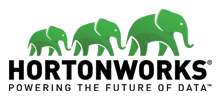 HORTONWORKS®
POWERING THE FUTURE OF DATA™